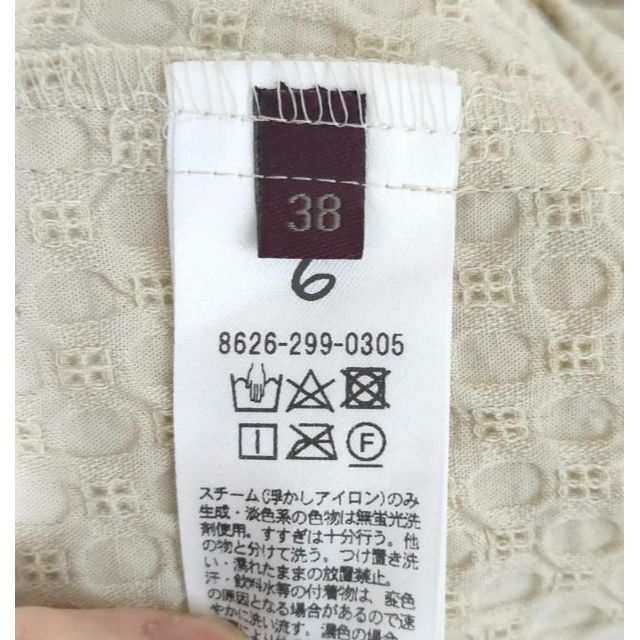 38
6
8626-299-0305
F
スチーム(浮かしアイロン)のみ
生成・淡色系の色物は無蛍光洗
剤使用。すすぎは十分行う。他
の物と分けて洗う。つけ置き洗
い・濡れたままの放置禁止。
汗・飲料水等の付着物は、変色
の原因となる場合があるので速
やかに洗い流す。濃色の場合